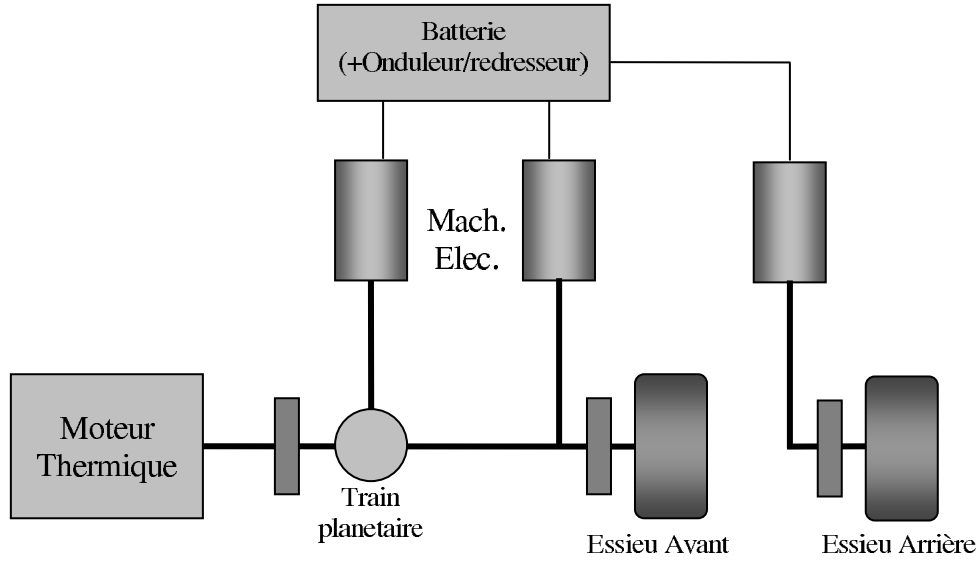 Batterie
(+Onduleur/redresseur)
Mach.
Elec.
Moteur
Thermique
Train
planetaire
Essieu Avant
Essieu Arrière